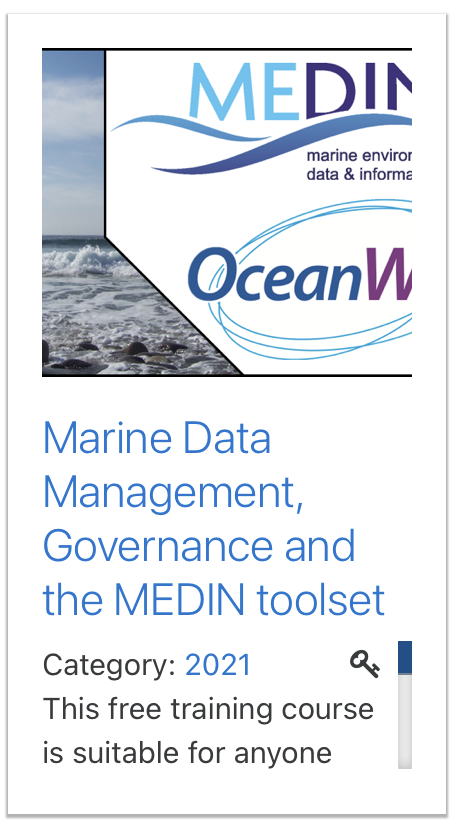 MEDIN
marine enviror
data & informa
OceanW
Marine Data
Management,
Governance and
the MEDIN toolset
Category: 2021
This free training course
is suitable for anyone